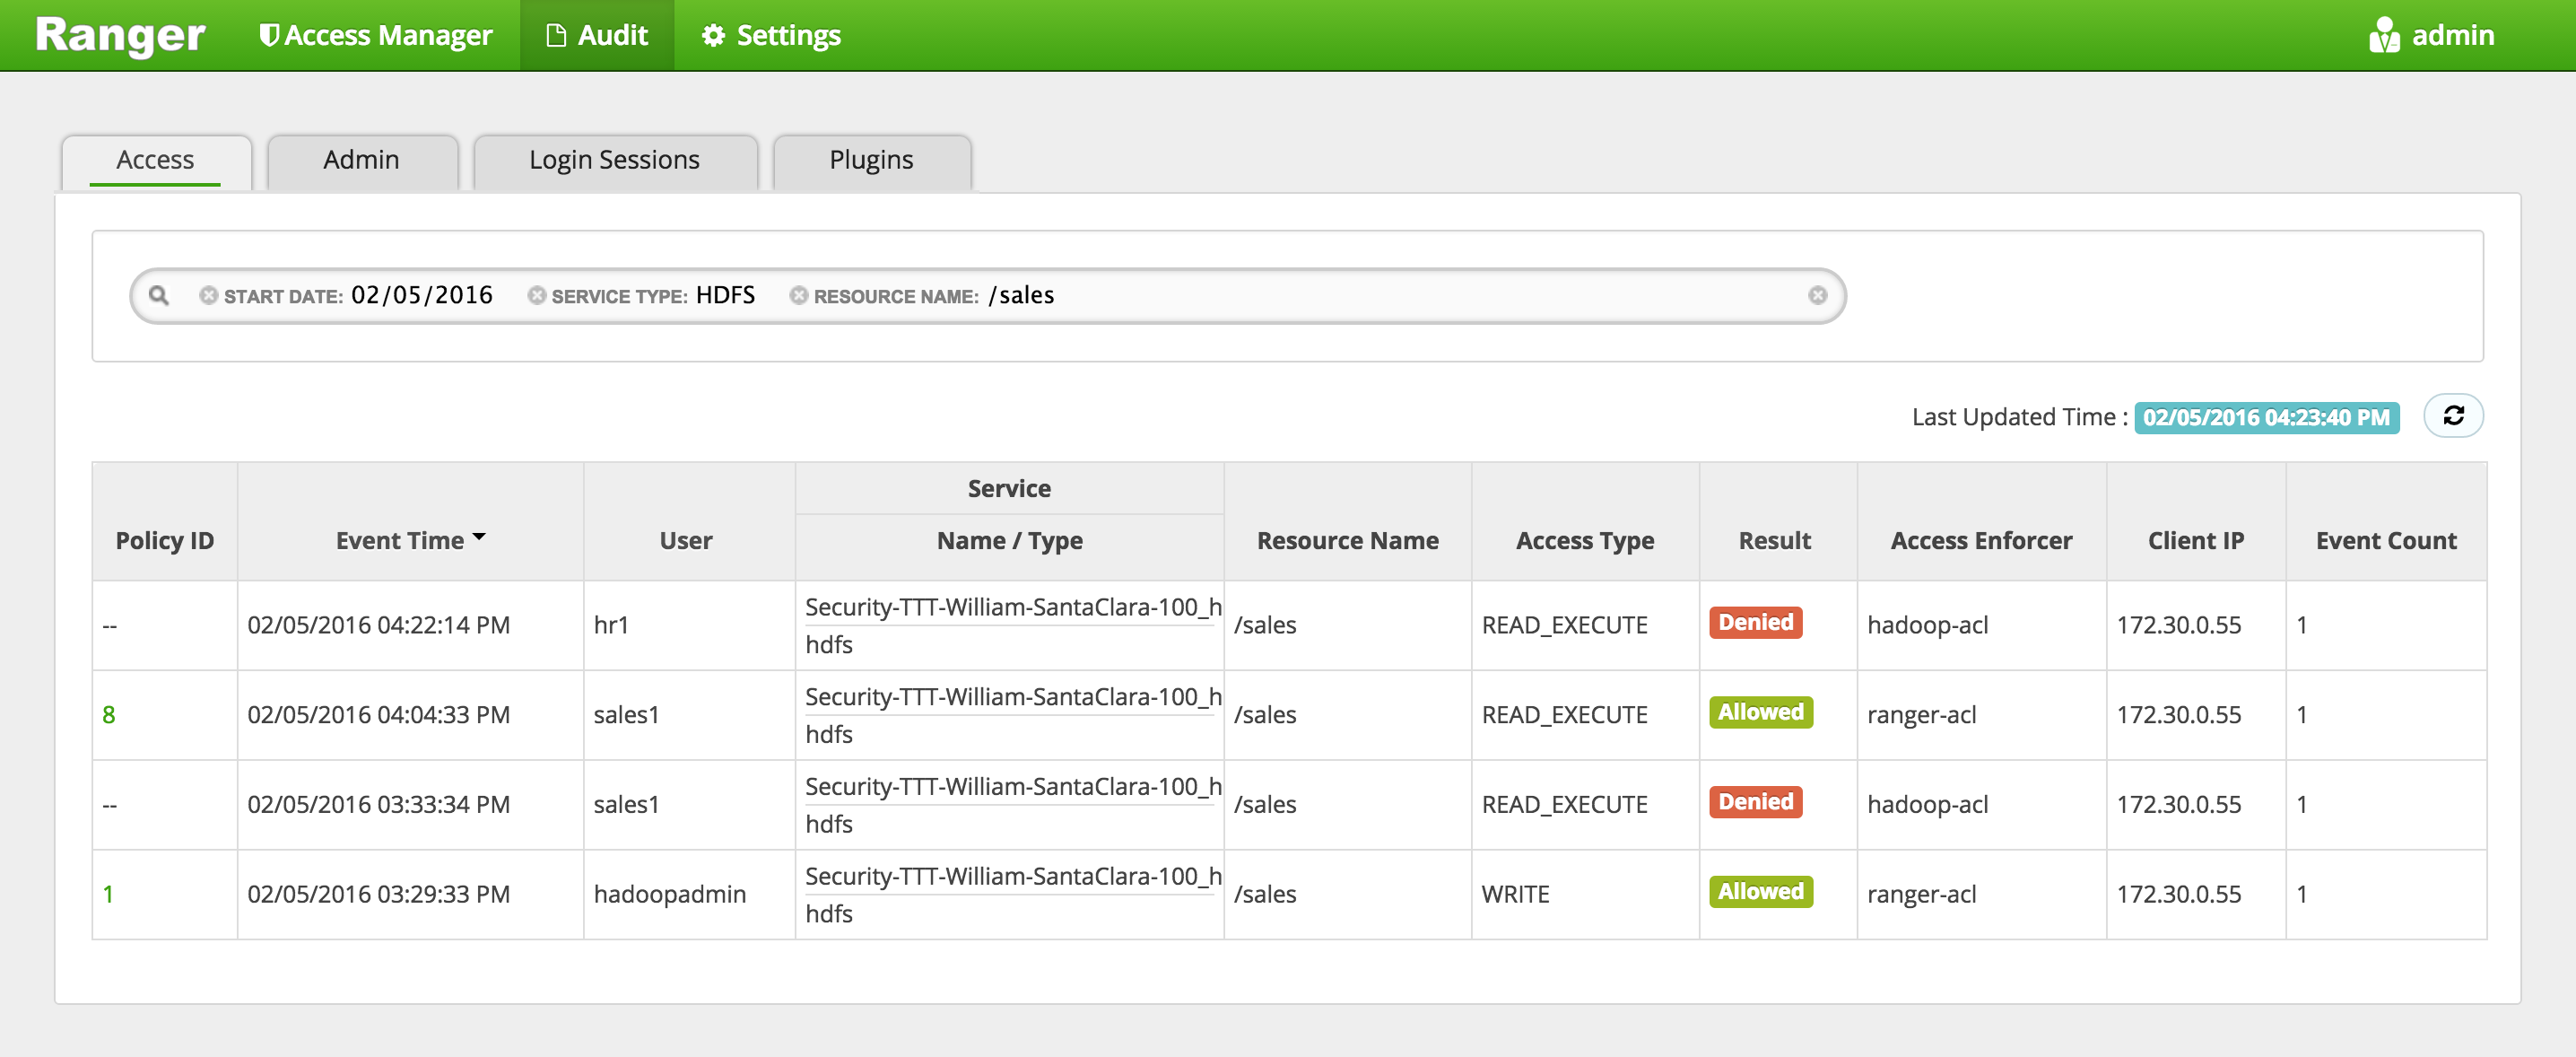 Ranger Access Manager Audit Settings admin
Access Admin Login Sessions Plugins
START DATE: 02/05/2016 SERVICE TYPE: HDFS RESOURCE NAME: /sales
Last Updated Time : 02/05/2016 04:23:40 PM
Service
Policy ID Event Time User Name / Type Resource Name Access Type Result Access Enforcer Client IP Event Count
Security-TTT-William-SantaClara-100_h
-- 02/05/2016 04:22:14 PM hr1 /sales READ_EXECUTE Denied hadoop-acl 172.30.0.55 1
hdfs
Security-TTT-William-SantaClara-100_h
8 02/05/2016 04:04:33 PM sales1 /sales READ_EXECUTE Allowed ranger-acl 172.30.0.55 1
hdfs
Security-TTT-William-SantaClara-100_h
-- 02/05/2016 03:33:34 PM sales1 /sales READ_EXECUTE Denied hadoop-acl 172.30.0.55 1
hdfs
Security-TTT-William-SantaClara-100_h
1 02/05/2016 03:29:33 PM hadoopadmin /sales WRITE Allowed ranger-acl 172.30.0.55 1
hdfs